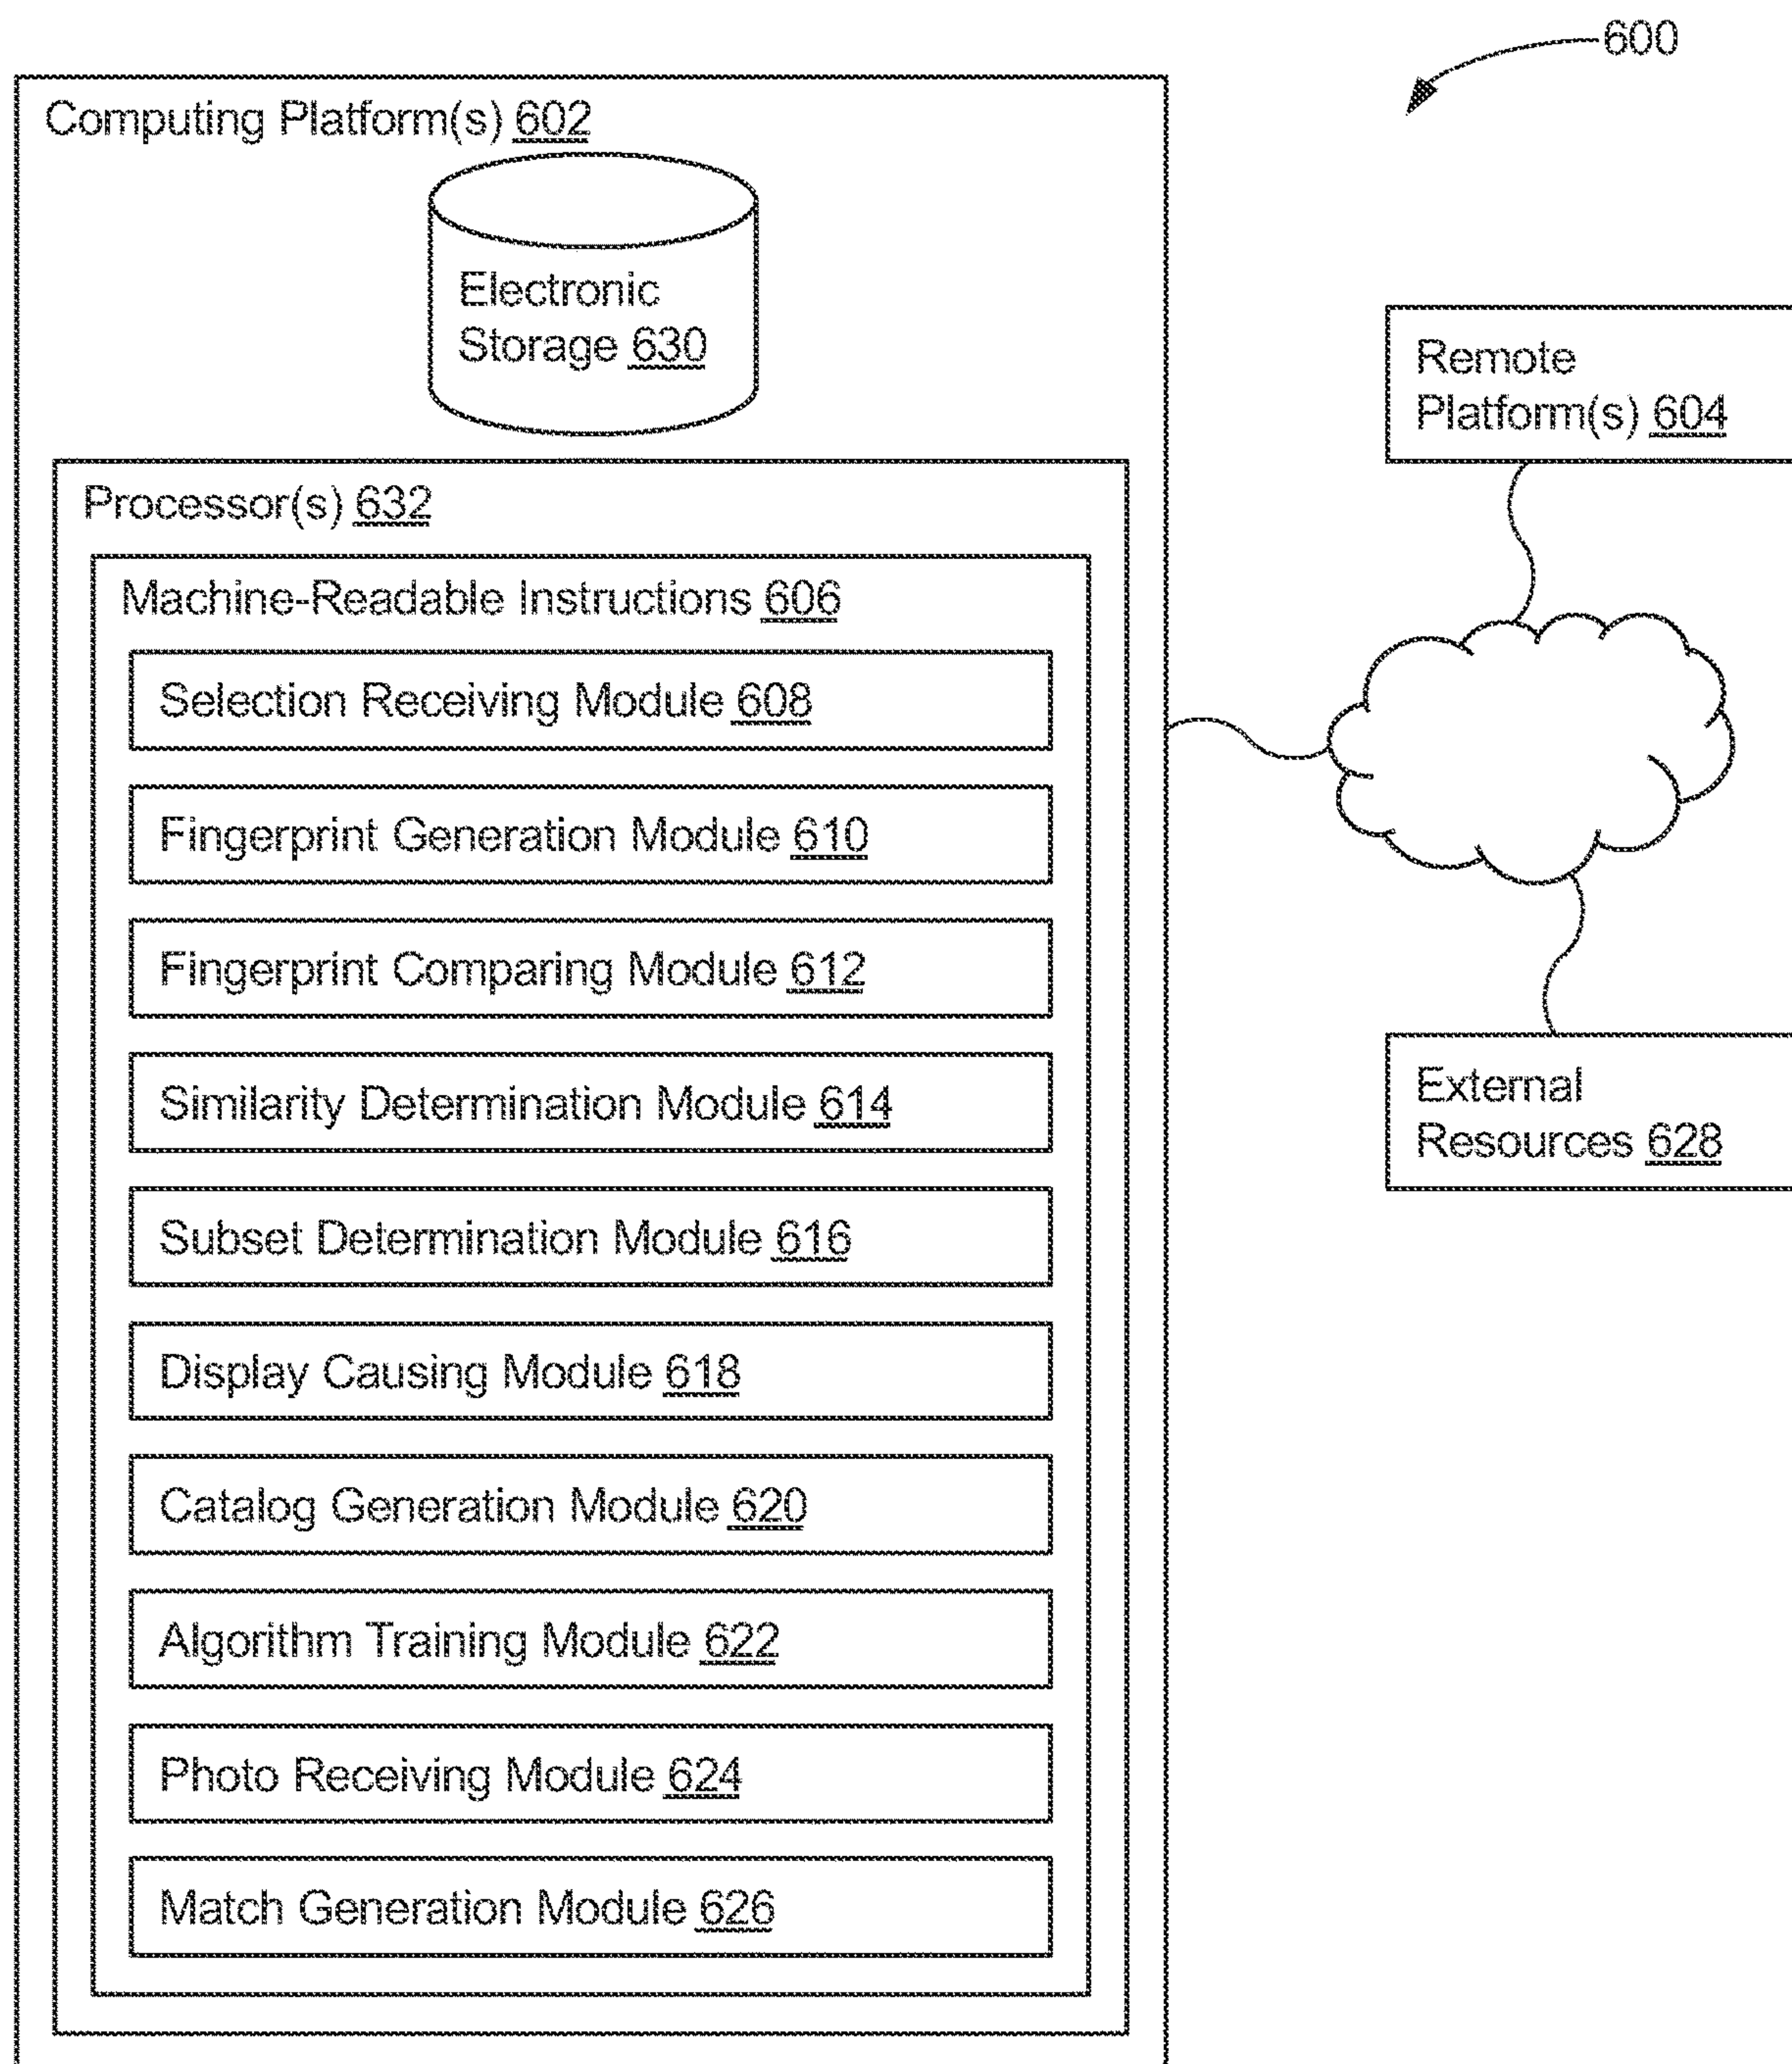 600
Computing Platform(s) 602
Electronic
Storage 630
Remote
Platform(s) 604
Processor(s) 632
Machine-Readable Instructions 606
Selection Receiving Module 608
Fingerprint Generation Module 610
Fingerprint Comparing Module 612
Similarity Determination Module 614
Subset Determination Module 616
Display Causing Module 618
Catalog Generation Module 620
Algorithm Training Module 622
Photo Receiving Module 624
Match Generation Module 626
External
Resources 628